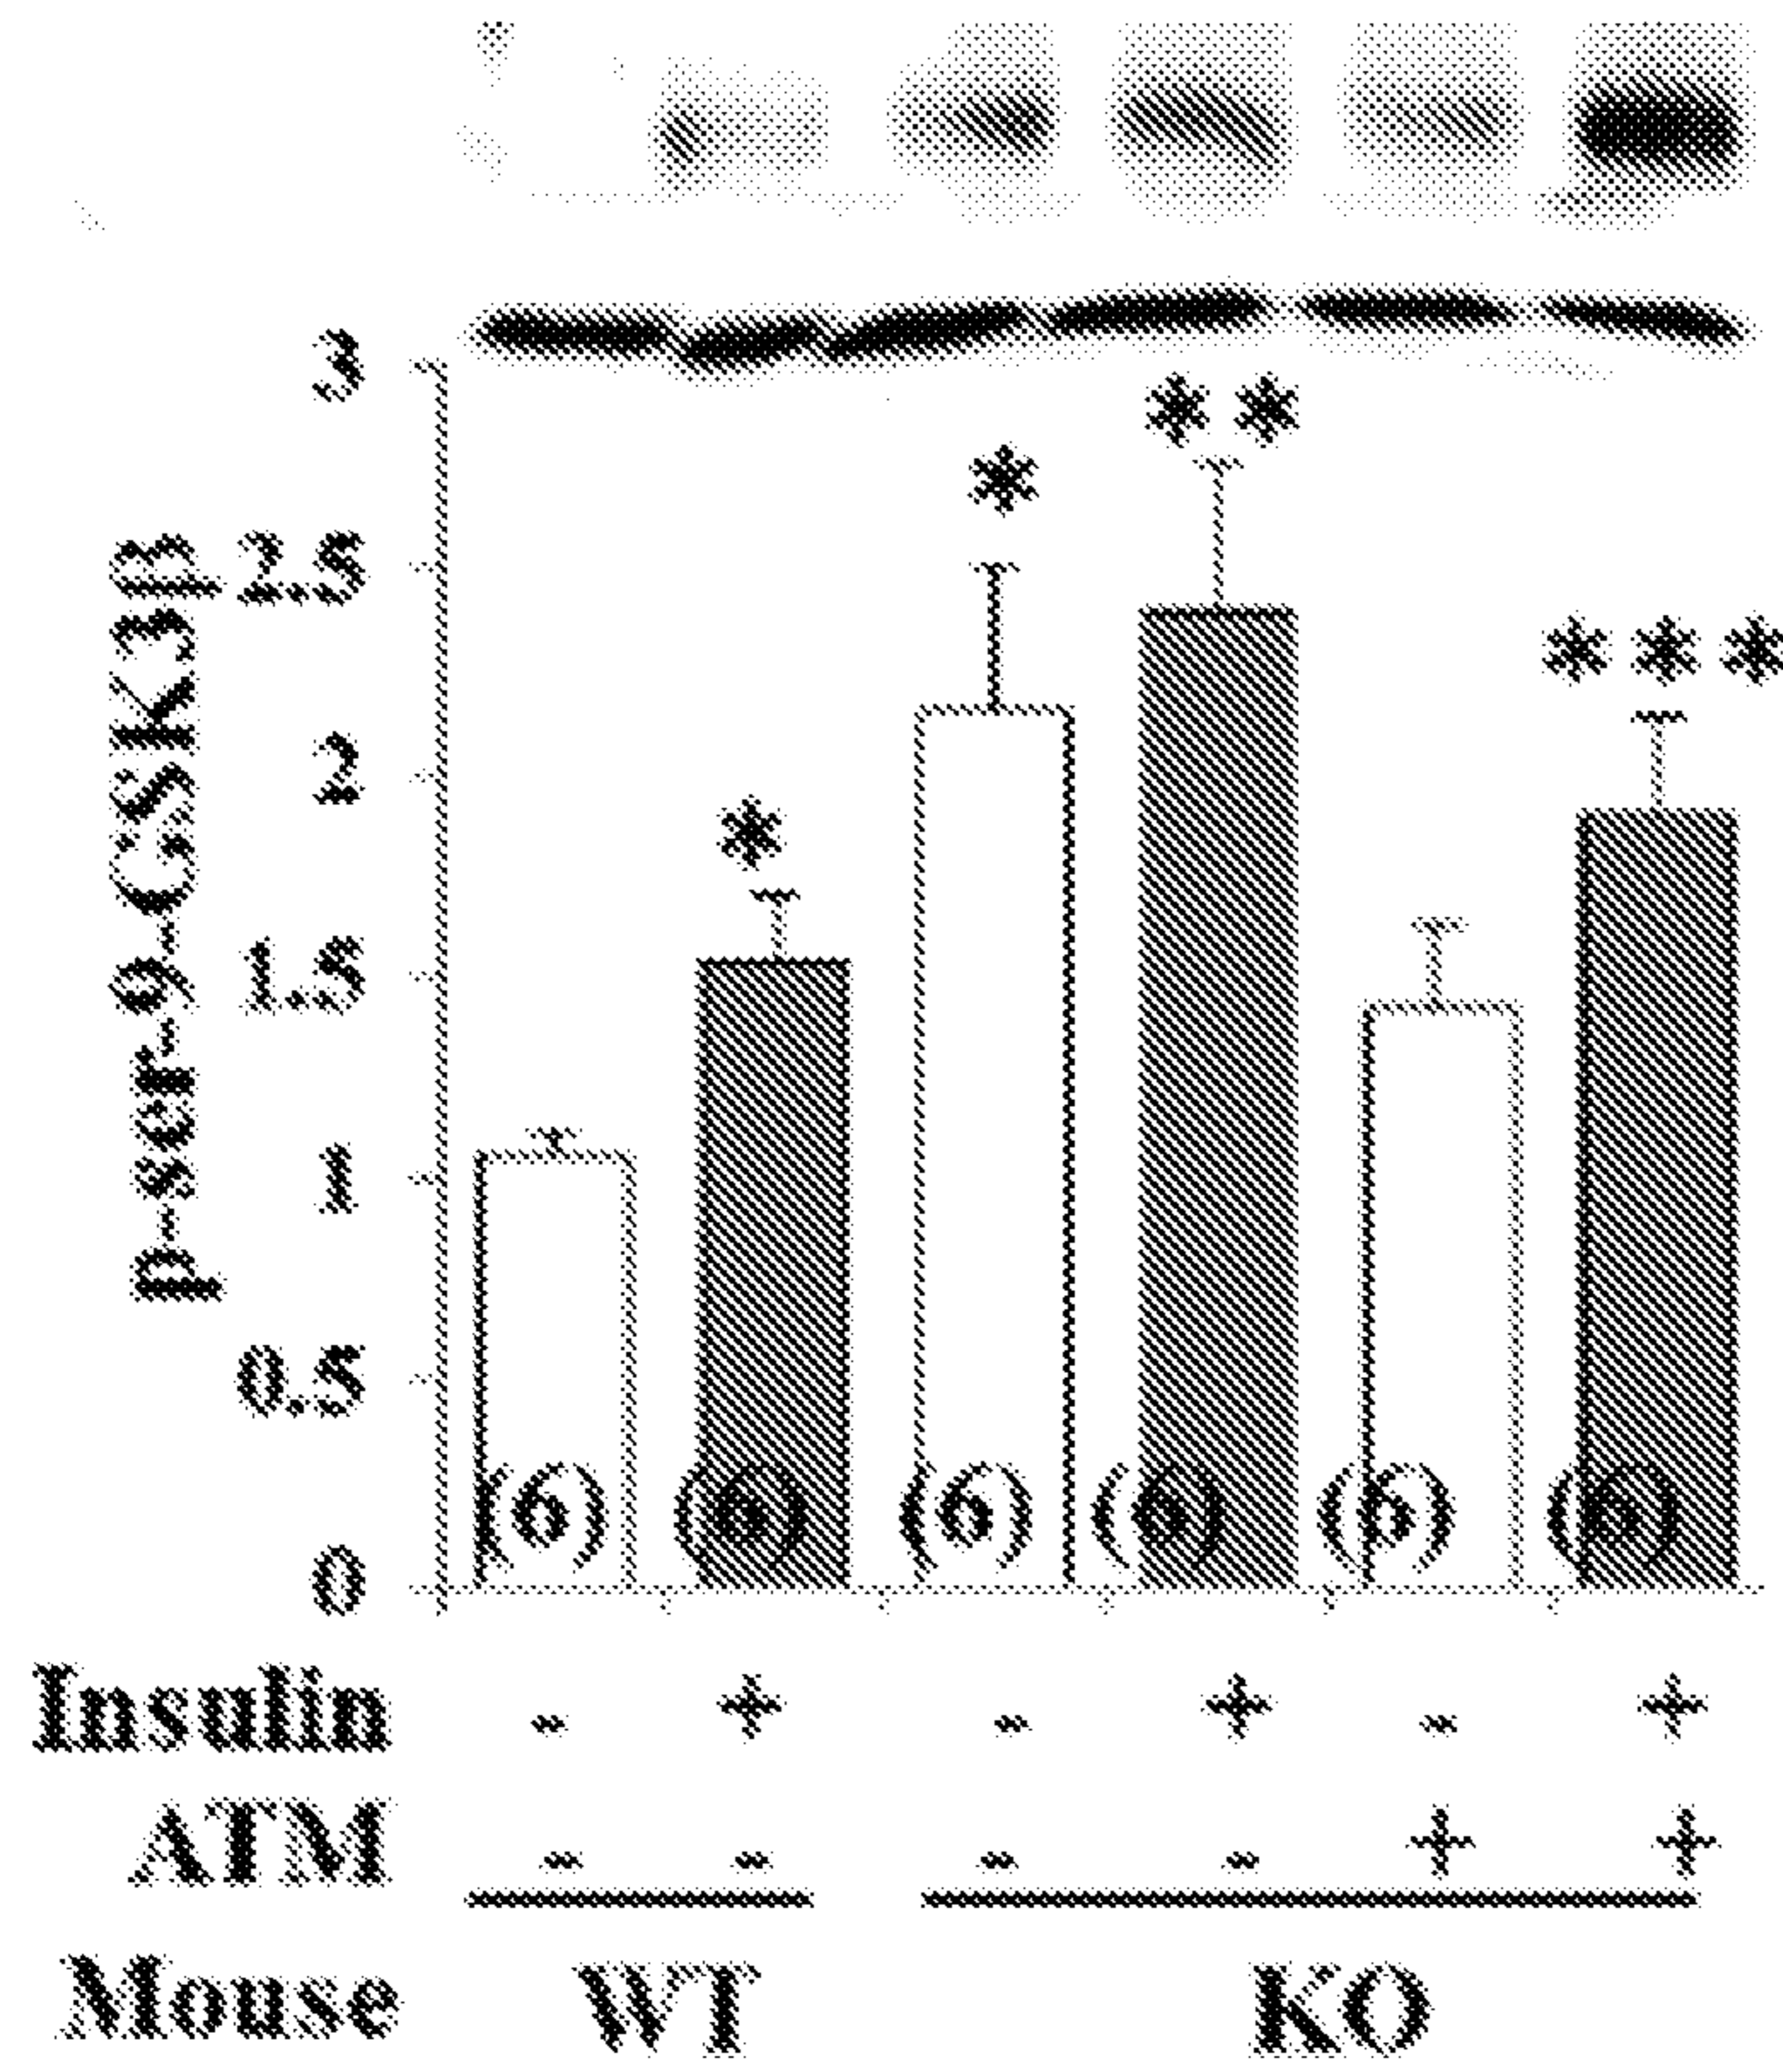 3
* *
*
2.5
* * *
p-ser-9-GSK3β
2
*
1.5
1
0.5
(6) (6) (6) (6) (6) (6)
0
Insulin - + - + - +
ATM - - - - + +
Mouse WT KO